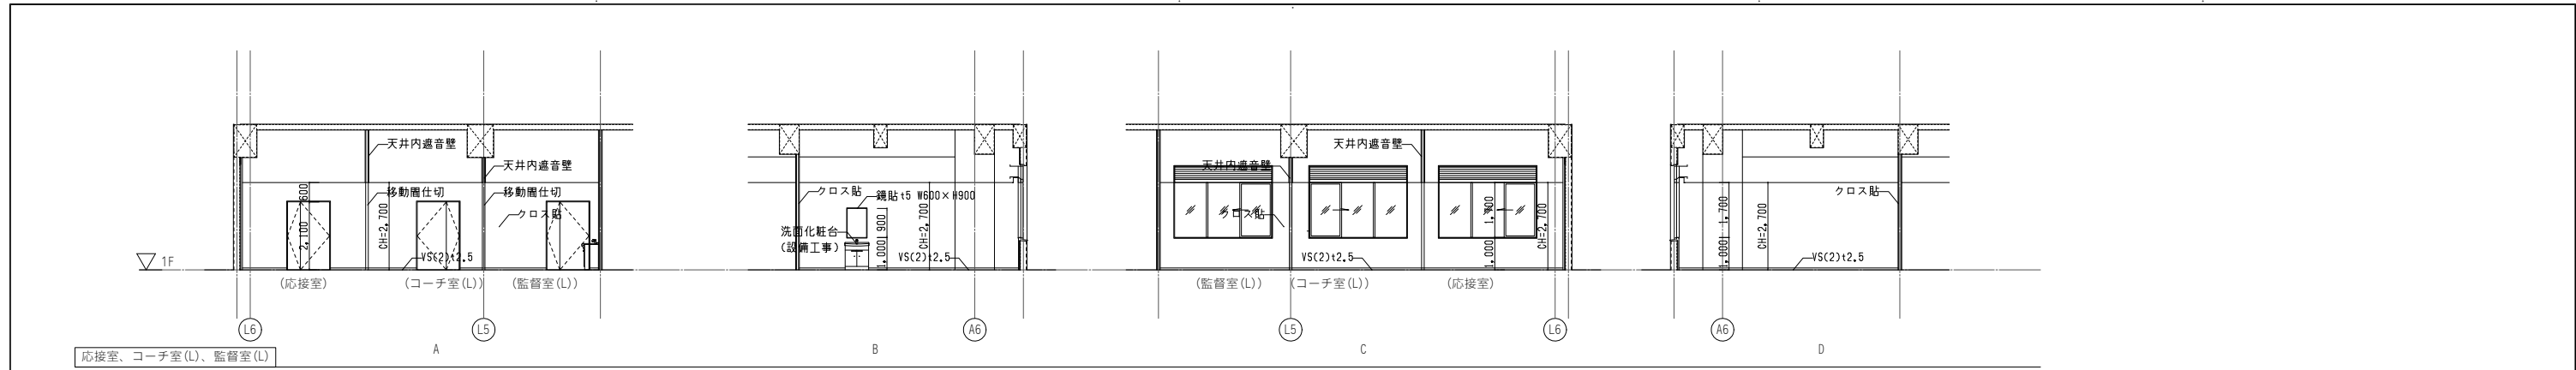 天井内遮音壁
天井内遮音壁
移動間仕切
移動間仕切
クロス貼
600
2,100
CH=2,700
VS(2)t2.5
1F
(応接室)
(コーチ室(L))
(監督室(L))
L6
L5
A
クロス貼
鏡貼t5 W600×H900
洗面化粧台
(設備工事)
900
1,000
CH=2,700
VS(2)t2.5
A6
B
天井内遮音壁
天井内遮音壁
クロス貼
1,700
1,000
CH=2,700
VS(2)t2.5
(監督室(L))
(コーチ室(L))
(応接室)
L5
L6
C
クロス貼
1,700
1,000
CH=2,700
VS(2)t2.5
A6
D
応接室、コーチ室(L)、監督室(L)